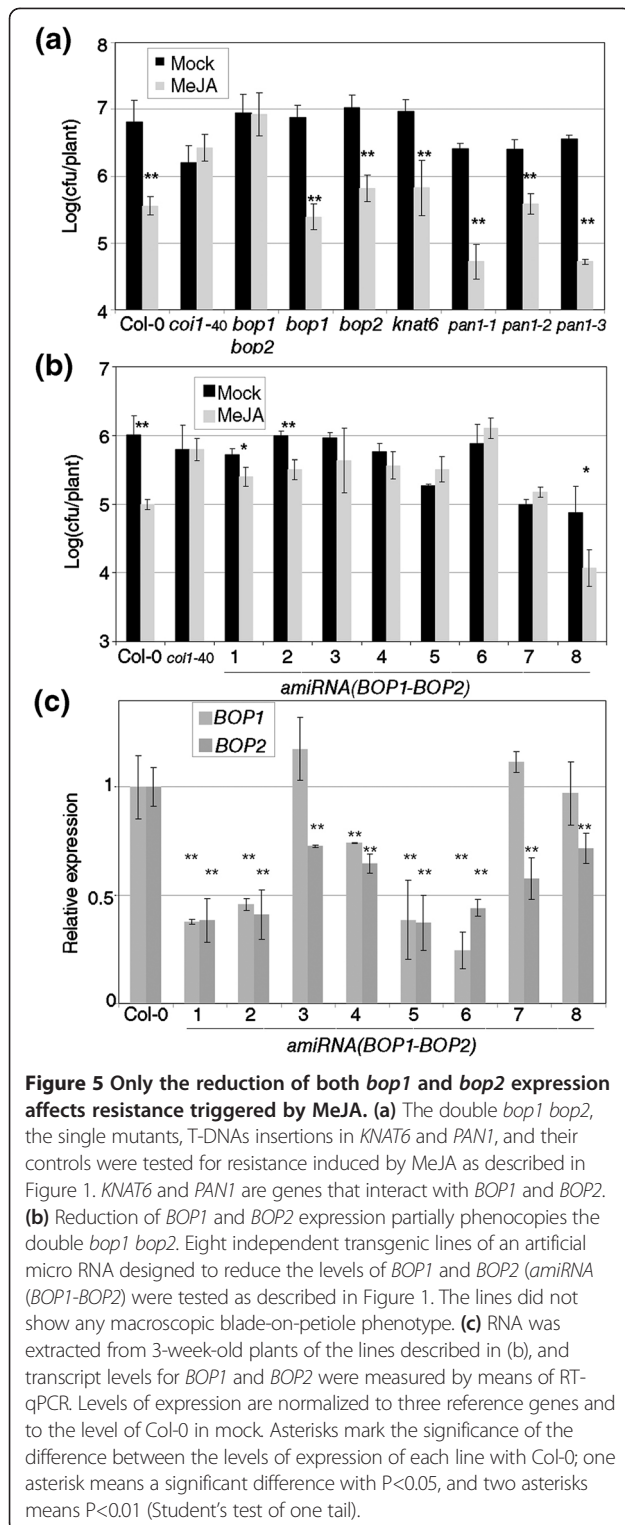 (a)
8
7
6
5
4
Log(cfu/plant)
Mock
MeJA
** ** ** ** ** ** **
Col-0 coi1-40 bop1 bop2 bop1 bop2 knat6 pan1-1 pan1-2 pan1-3
(b)
7
6
5
4
3
Log(cfu/plant)
Mock
MeJA
** * ** *
Col-0 coi1-40 1 2 3 4 5 6 7 8
amiRNA(BOP1-BOP2)
(c)
1
0.5
0
Relative expression
BOP1
BOP2
** ** ** ** ** ** ** ** ** ** ** ** **
Col-0 1 2 3 4 5 6 7 8
amiRNA(BOP1-BOP2)
Figure 5 Only the reduction of both bop1 and bop2 expression
affects resistance triggered by MeJA. (a) The double bop1 bop2,
the single mutants, T-DNAs insertions in KNAT6 and PAN1, and their
controls were tested for resistance induced by MeJA as described in
Figure 1. KNAT6 and PAN1 are genes that interact with BOP1 and BOP2.
(b) Reduction of BOP1 and BOP2 expression partially phenocopies the
double bop1 bop2. Eight independent transgenic lines of an artificial
micro RNA designed to reduce the levels of BOP1 and BOP2 (amiRNA
(BOP1-BOP2) were tested as described in Figure 1. The lines did not
show any macroscopic blade-on-petiole phenotype. (c) RNA was
extracted from 3-week-old plants of the lines described in (b), and
transcript levels for BOP1 and BOP2 were measured by means of RT-
qPCR. Levels of expression are normalized to three reference genes and
to the level of Col-0 in mock. Asterisks mark the significance of the
difference between the levels of expression of each line with Col-0; one
asterisk means a significant difference with P<0.05, and two asterisks
means P<0.01 (Student's test of one tail).